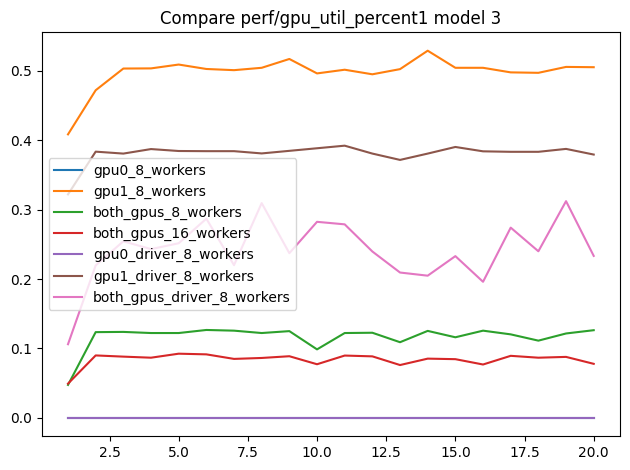 Compare perf/gpu_util_percent1 model 3
0.5
0.4
0.3
0.2
0.1
0.0
gpu0_8_workers
gpu1_8_workers
both_gpus_8_workers
both_gpus_16_workers
gpu0_driver_8_workers
gpu1_driver_8_workers
both_gpus_driver_8_workers
2.5 5.0 7.5 10.0 12.5 15.0 17.5 20.0